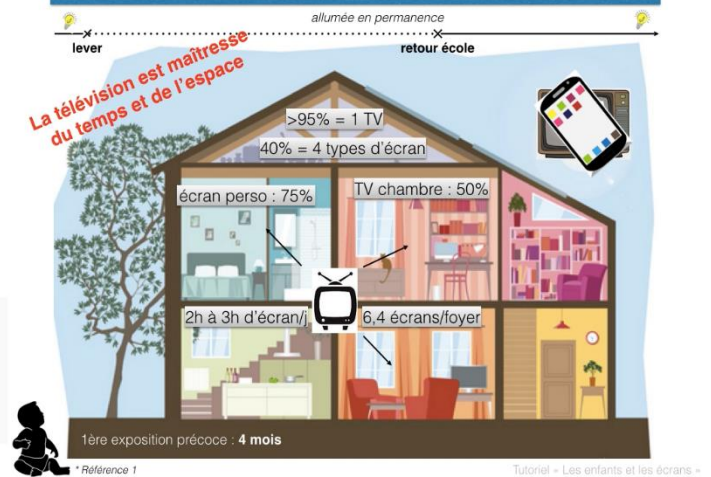 allumée en permanence
lever
retour école
La télévision est maîtresse
du temps et de l'espace
>95% = 1 TV
40% = 4 types d'écran
écran perso : 75%
TV chambre : 50%
2h à 3h d'écran/j
6,4 écrans/foyer
1ère exposition précoce : 4 mois
* Référence 1
Tutoriel « Les enfants et les écrans »